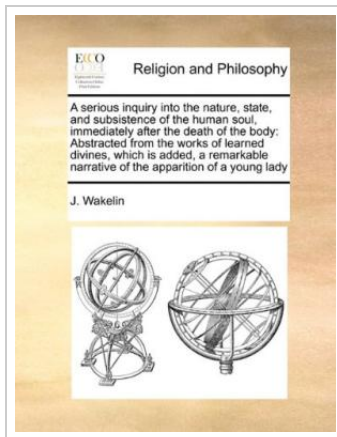 ECCO
Religion and Philosophy
A serious inquiry into the nature, state,
and subsistence of the human soul,
immediately after the death of the body:
Abstracted from the works of learned
divines, which is added, a remarkable
narrative of the apparition of a young lady
J. Wakelin